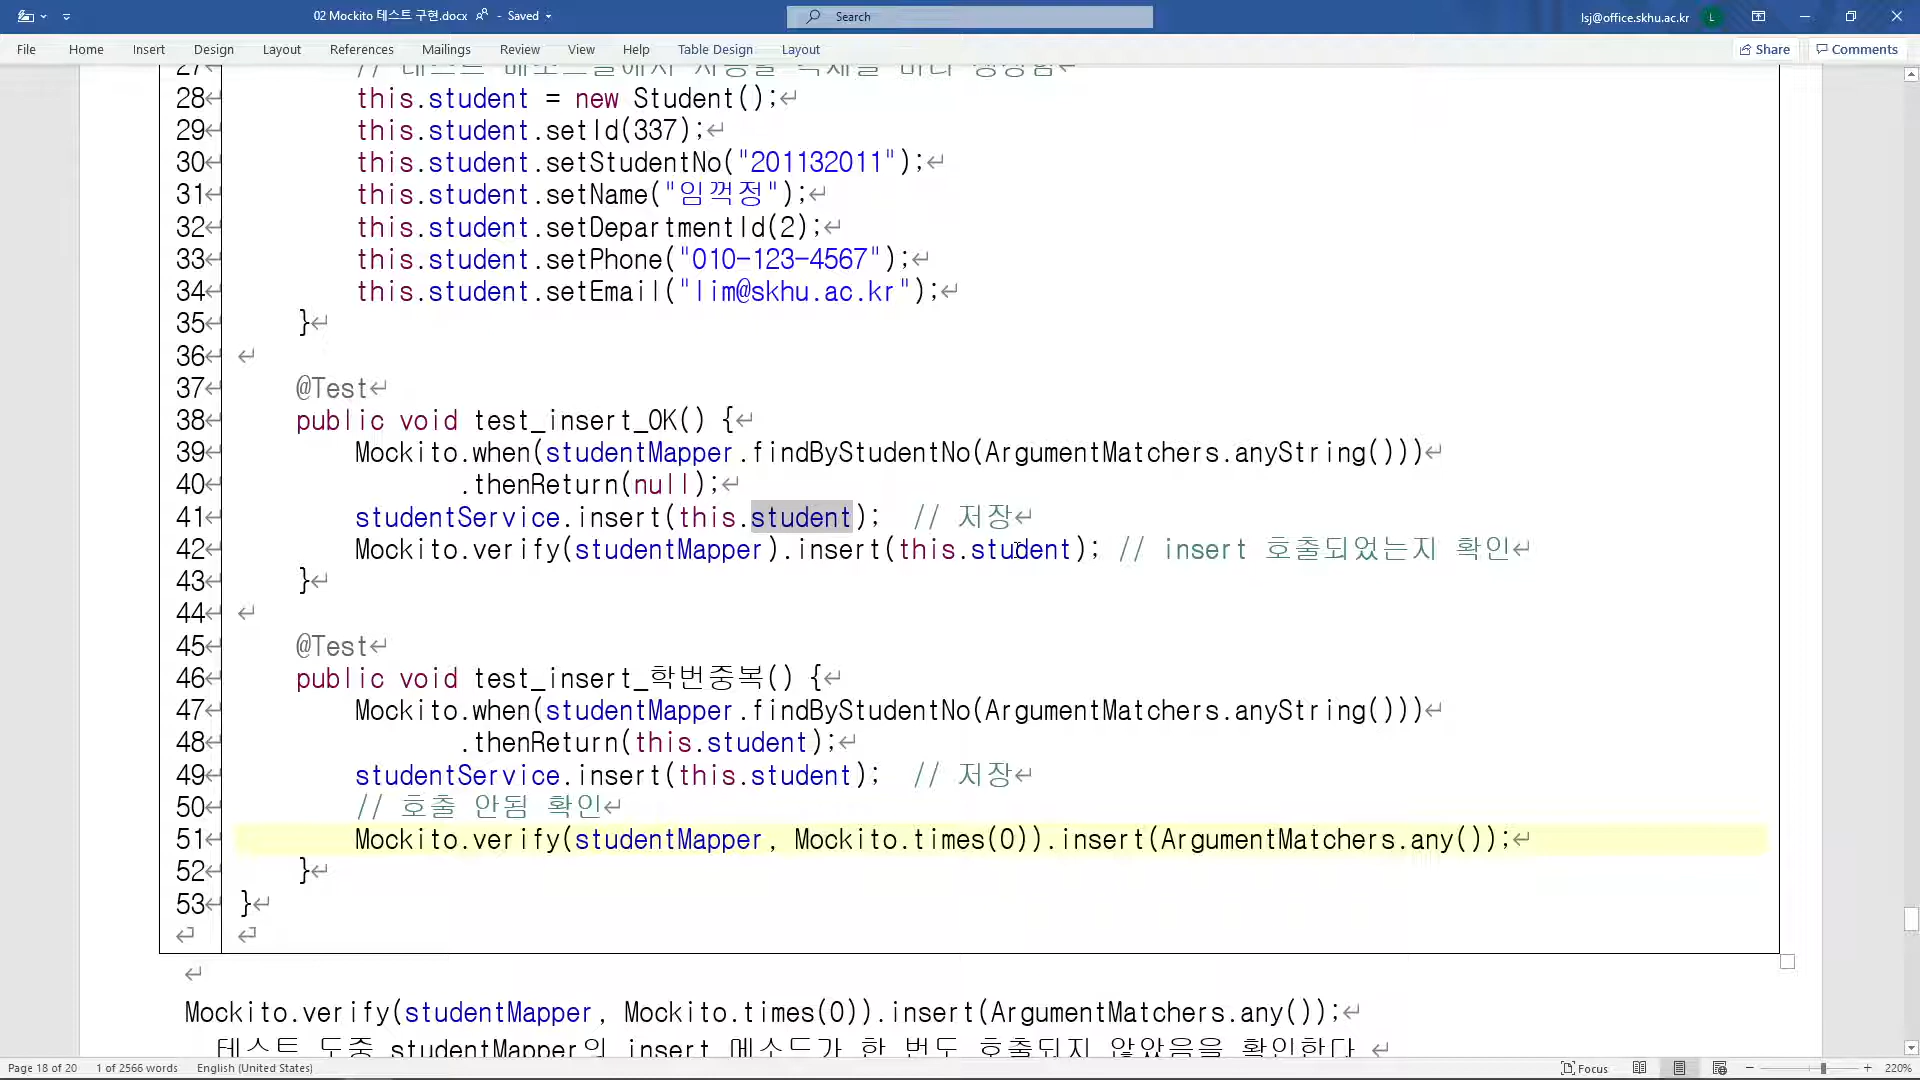 02 Mockito 테스트 구현.docx - Saved
Search
lsj@office.skhu.ac.kr
L
File Home Insert Design Layout References Mailings Review View Help Table Design Layout Share Comments
27 // 테스트 메소드들에서 사용할 객체를 미리 생성함
28 this.student = new Student();
29 this.student.setId(337);
30 this.student.setStudentNo("201132011");
31 this.student.setName("임꺽정");
32 this.student.setDepartmentId(2);
33 this.student.setPhone("010-123-4567");
34 this.student.setEmail("lim@skhu.ac.kr");
35 }
36
37 @Test
38 public void test_insert_OK() {
39 Mockito.when(studentMapper.findByStudentNo(ArgumentMatchers.anyString()))
40 .thenReturn(null);
41 studentService.insert(this.student); // 저장
42 Mockito.verify(studentMapper).insert(this.student); // insert 호출되었는지 확인
43 }
44
45 @Test
46 public void test_insert_학번중복() {
47 Mockito.when(studentMapper.findByStudentNo(ArgumentMatchers.anyString()))
48 .thenReturn(this.student);
49 studentService.insert(this.student); // 저장
50 // 호출 안됨 확인
51 Mockito.verify(studentMapper, Mockito.times(0)).insert(ArgumentMatchers.any());
52 }
53 }
Mockito.verify(studentMapper, Mockito.times(0)).insert(ArgumentMatchers.any());
테스트 도중 studentMapper의 insert 메소드가 한 번도 호출되지 않았음을 확인한다.
Page 18 of 20 1 of 2566 words English (United States) Focus 220%